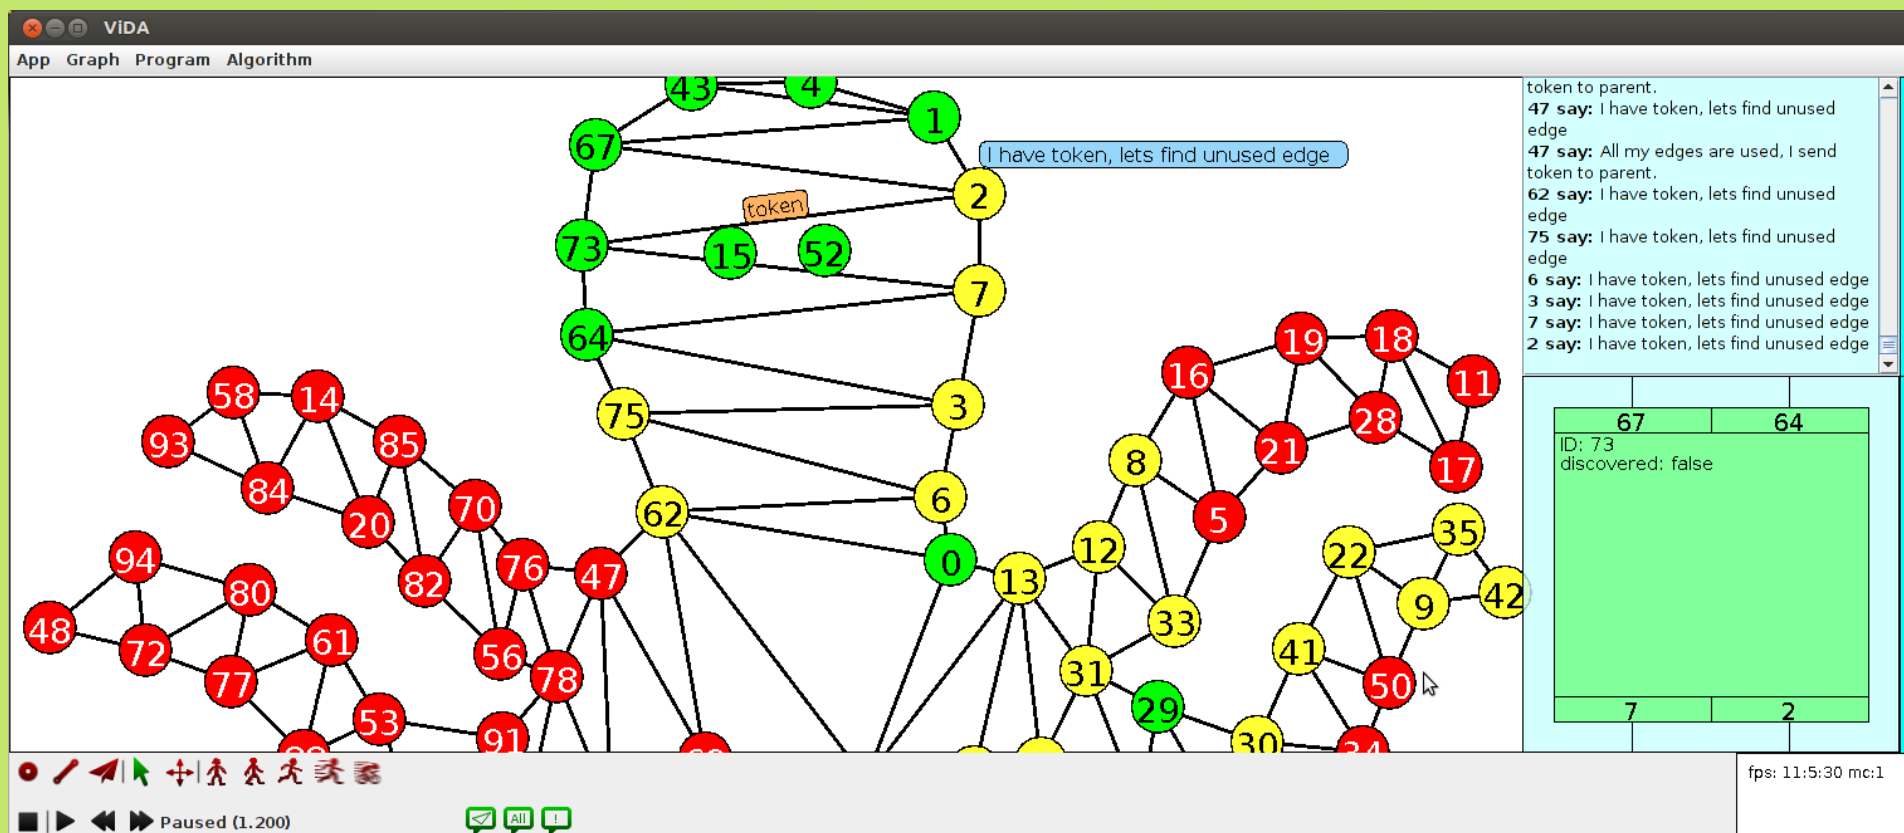 ViDA
App Graph Program Algorithm
43 4
1
67
I have token, lets find unused edge
2
token
73 15 52
7
64
19 18
16 11
58 14
75 3 28
93 85 8 21
17
84 70 6
62 5 35
20
94 12 22
76 47 0 13
82
80 9 42
48 61 33
72 56 41
77 78 31 50
53 29
91 30
token to parent.
47 say: I have token, lets find unused
edge
47 say: All my edges are used, I send
token to parent.
62 say: I have token, lets find unused
edge
75 say: I have token, lets find unused
edge
6 say: I have token, lets find unused edge
3 say: I have token, lets find unused edge
7 say: I have token, lets find unused edge
2 say: I have token, lets find unused edge
67 64
ID: 73
discovered: false
7 2
All !
Paused (1.200)
fps: 11:5:30 mc:1